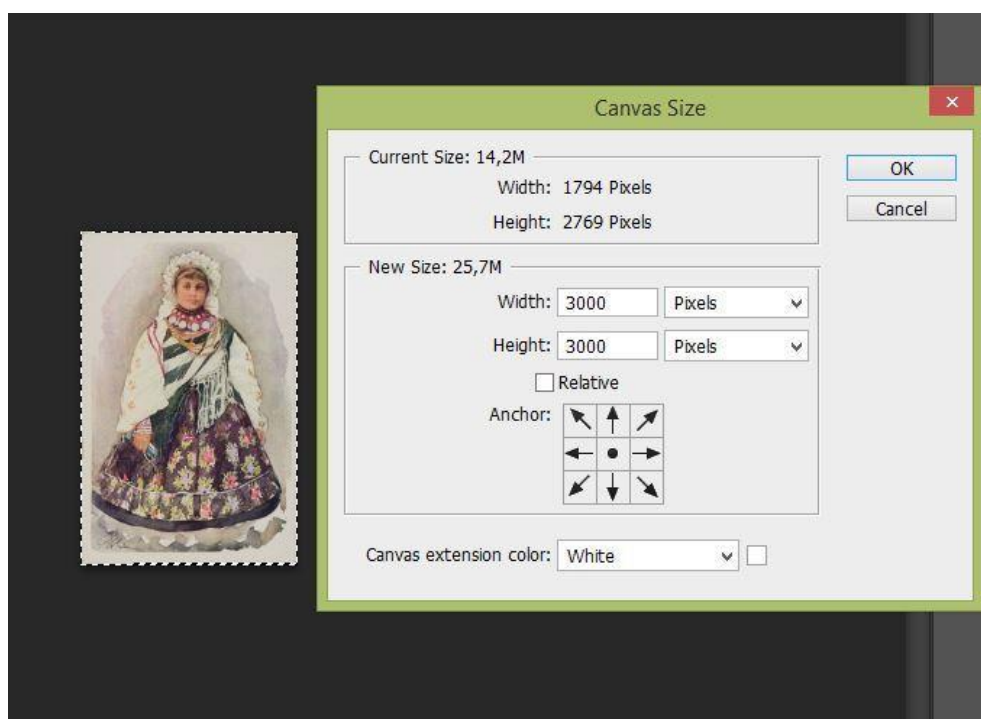 Canvas Size
Current Size: 14,2M
OK
Width: 1794 Pixels
Height: 2769 Pixels
Cancel
New Size: 25,7M
Width: 3000 Pixels
Height: 3000 Pixels
Relative
Anchor:
Canvas extension color: White